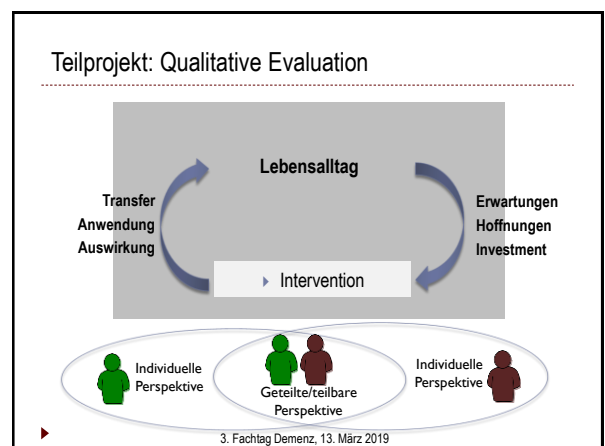 Teilprojekt: Qualitative Evaluation
Lebensalltag
Transfer
Anwendung
Auswirkung
Erwartungen
Hoffnungen
Investment
Intervention
Individuelle
Perspektive
Geteilte/teilbare
Perspektive
Individuelle
Perspektive
3. Fachtag Demenz, 13. März 2019